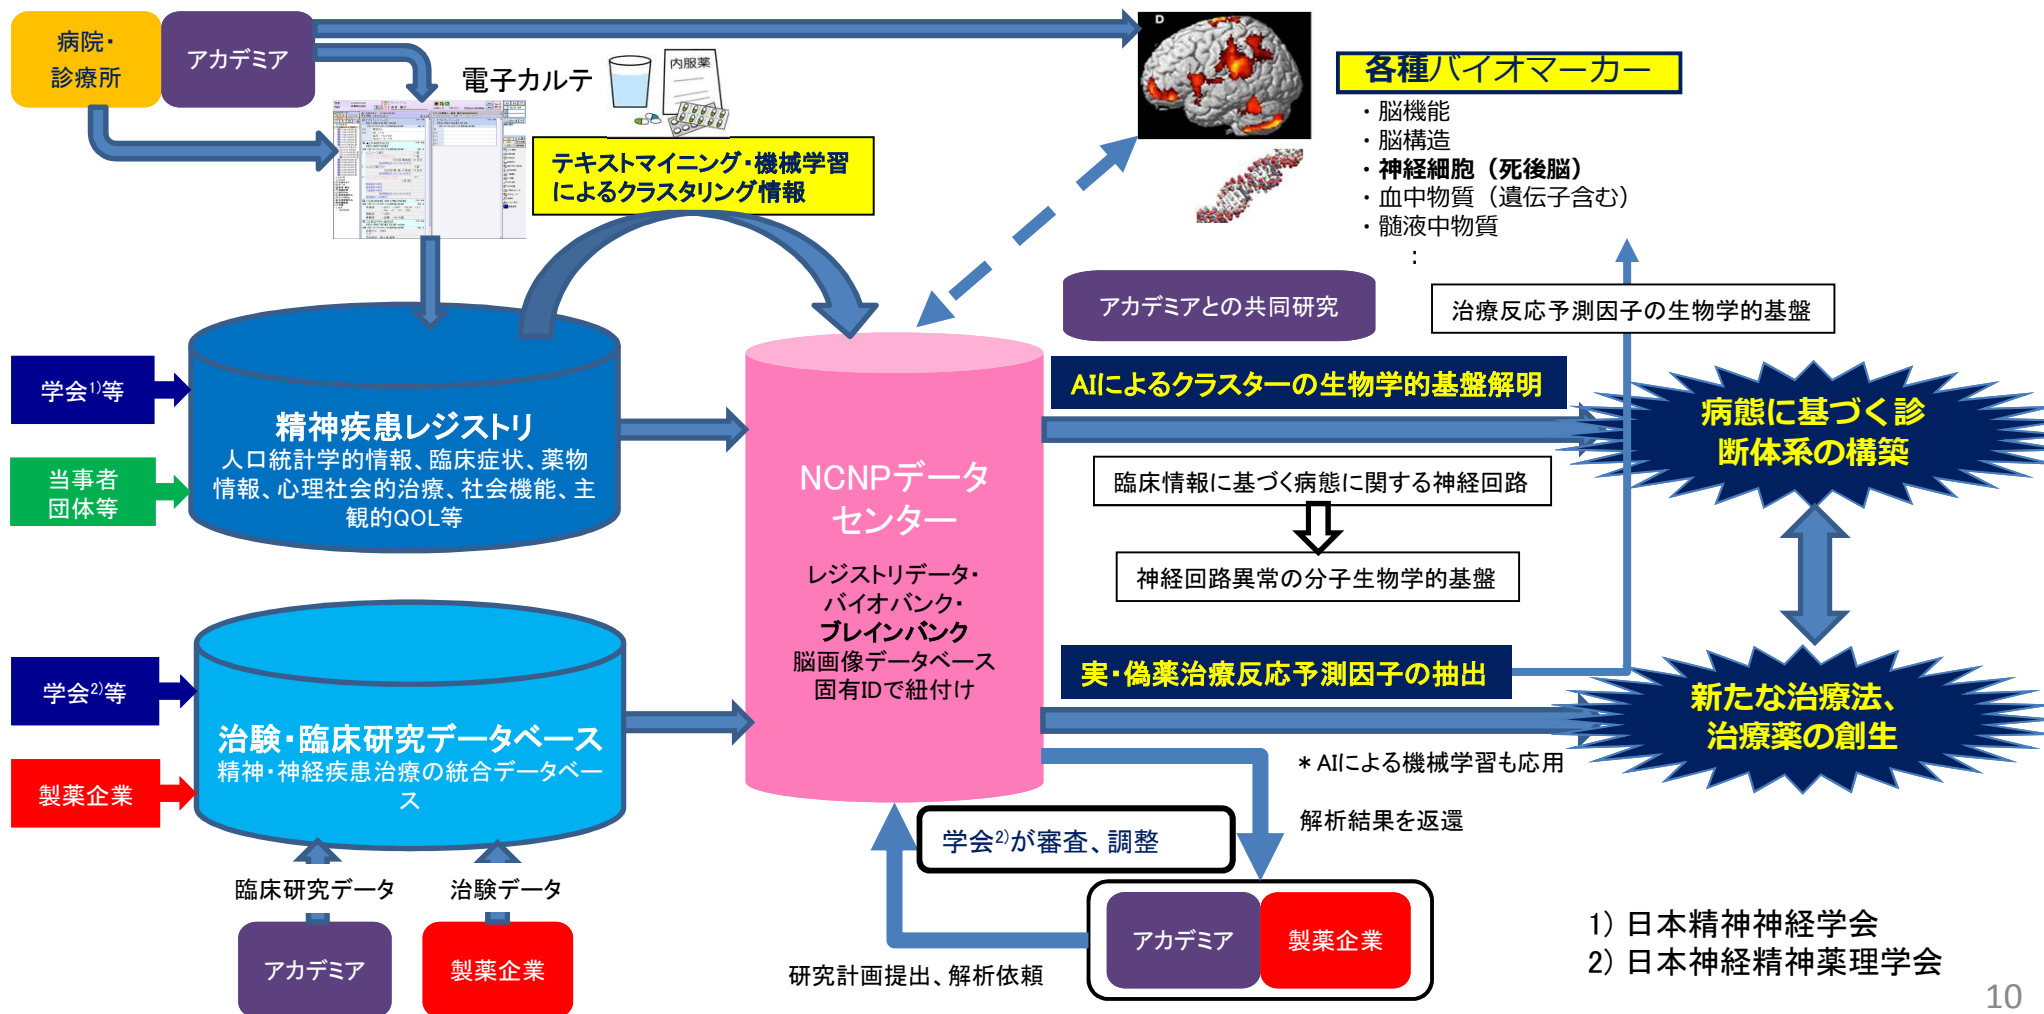 病院・
診療所
アカデミア
電子カルテ
内服薬
テキストマイニング・機械学習
によるクラスタリング情報
D
各種バイオマーカー
・脳機能
・脳構造
・神経細胞（死後脳）
・血中物質（遺伝子含む）
・髄液中物質
：
アカデミアとの共同研究
治療反応予測因子の生物学的基盤
学会1)等
当事者
団体等
精神疾患レジストリ
人口統計学的情報、臨床症状、薬物
情報、心理社会的治療、社会機能、主
観的QOL等
NCNPデータ
センター
レジストリデータ・
バイオバンク・
ブレインバンク
脳画像データベース
固有IDで紐付け
AIによるクラスターの生物学的基盤解明
臨床情報に基づく病態に関する神経回路
神経回路異常の分子生物学的基盤
病態に基づく診
断体系の構築
学会2)等
製薬企業
治験・臨床研究データベース
精神・神経疾患治療の統合データベー
ス
実・偽薬治療反応予測因子の抽出
新たな治療法、
治療薬の創生
＊AIによる機械学習も応用
解析結果を返還
学会2)が審査、調整
臨床研究データ
治験データ
アカデミア
製薬企業
アカデミア
製薬企業
研究計画提出、解析依頼
1) 日本精神神経学会
2) 日本神経精神薬理学会
10